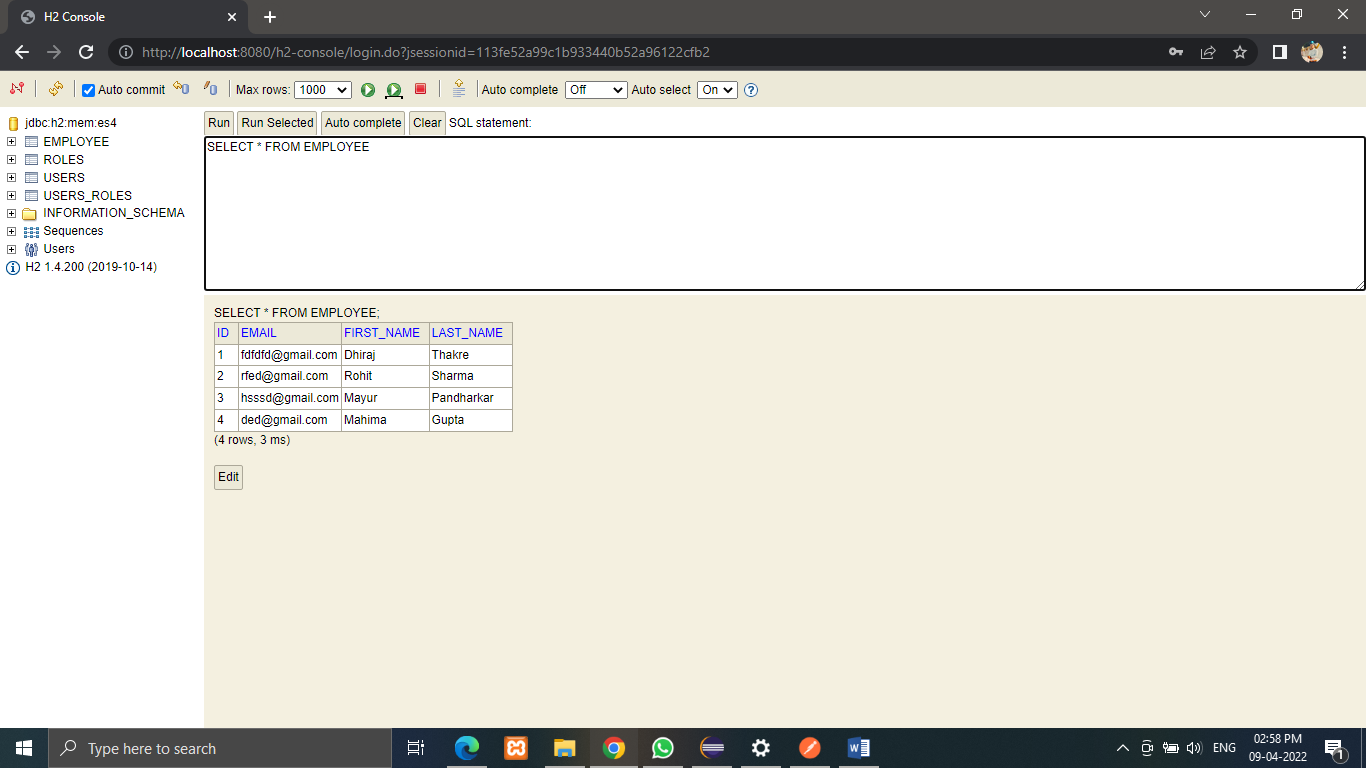 H2 Console
http://localhost:8080/h2-console/login.do?jsessionid=113fe52a99c1b933440b52a96122cfb2
Auto commit Max rows: 1000 Auto complete Off Auto select On
jdbc:h2:mem:es4
EMPLOYEE
ROLES
USERS
USERS_ROLES
INFORMATION_SCHEMA
Sequences
Users
H2 1.4.200 (2019-10-14)
Run Run Selected Auto complete Clear SQL statement:
SELECT * FROM EMPLOYEE
SELECT * FROM EMPLOYEE;
ID EMAIL FIRST_NAME LAST_NAME
1 fdfdfd@gmail.com Dhiraj Thakre
2 rfed@gmail.com Rohit Sharma
3 hsssd@gmail.com Mayur Pandharkar
4 ded@gmail.com Mahima Gupta
(4 rows, 3 ms)
Edit
Type here to search
ENG
02:58 PM
09-04-2022
1